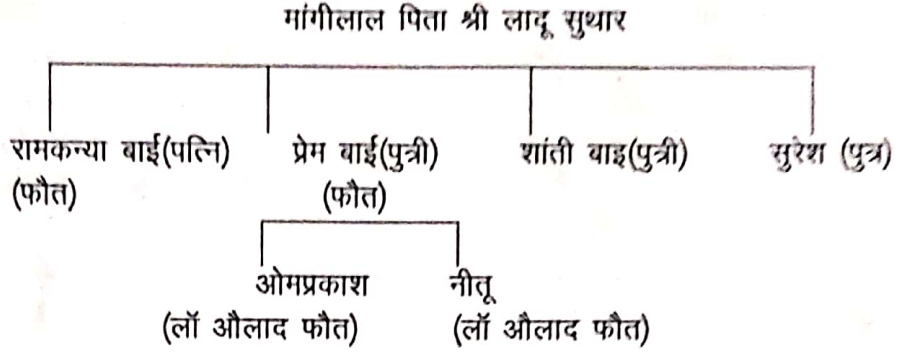 मांगीलाल पिता श्री लादू सुथार
रामकन्या बाई(पत्नि) प्रेम बाई(पुत्री) शांती बाइ(पुत्री) सुरेश (पुत्र)
(फौत) (फौत)
ओमप्रकाश नीतू
(लॉ औलाद फौत) (लॉ औलाद फौत)